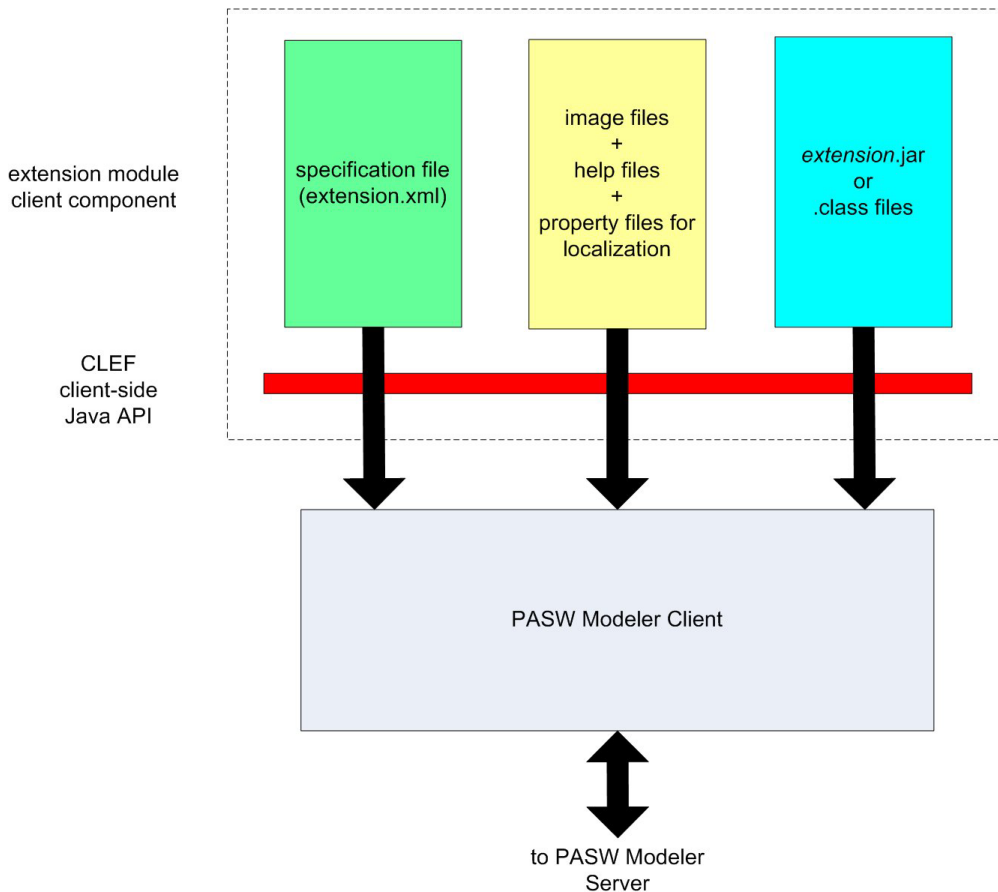 extension module
client component
specification file
(extension.xml)
image files
+
help files
+
property files for
localization
extension.jar
or
.class files
CLEF
client-side
Java API
PASW Modeler Client
to PASW Modeler
Server